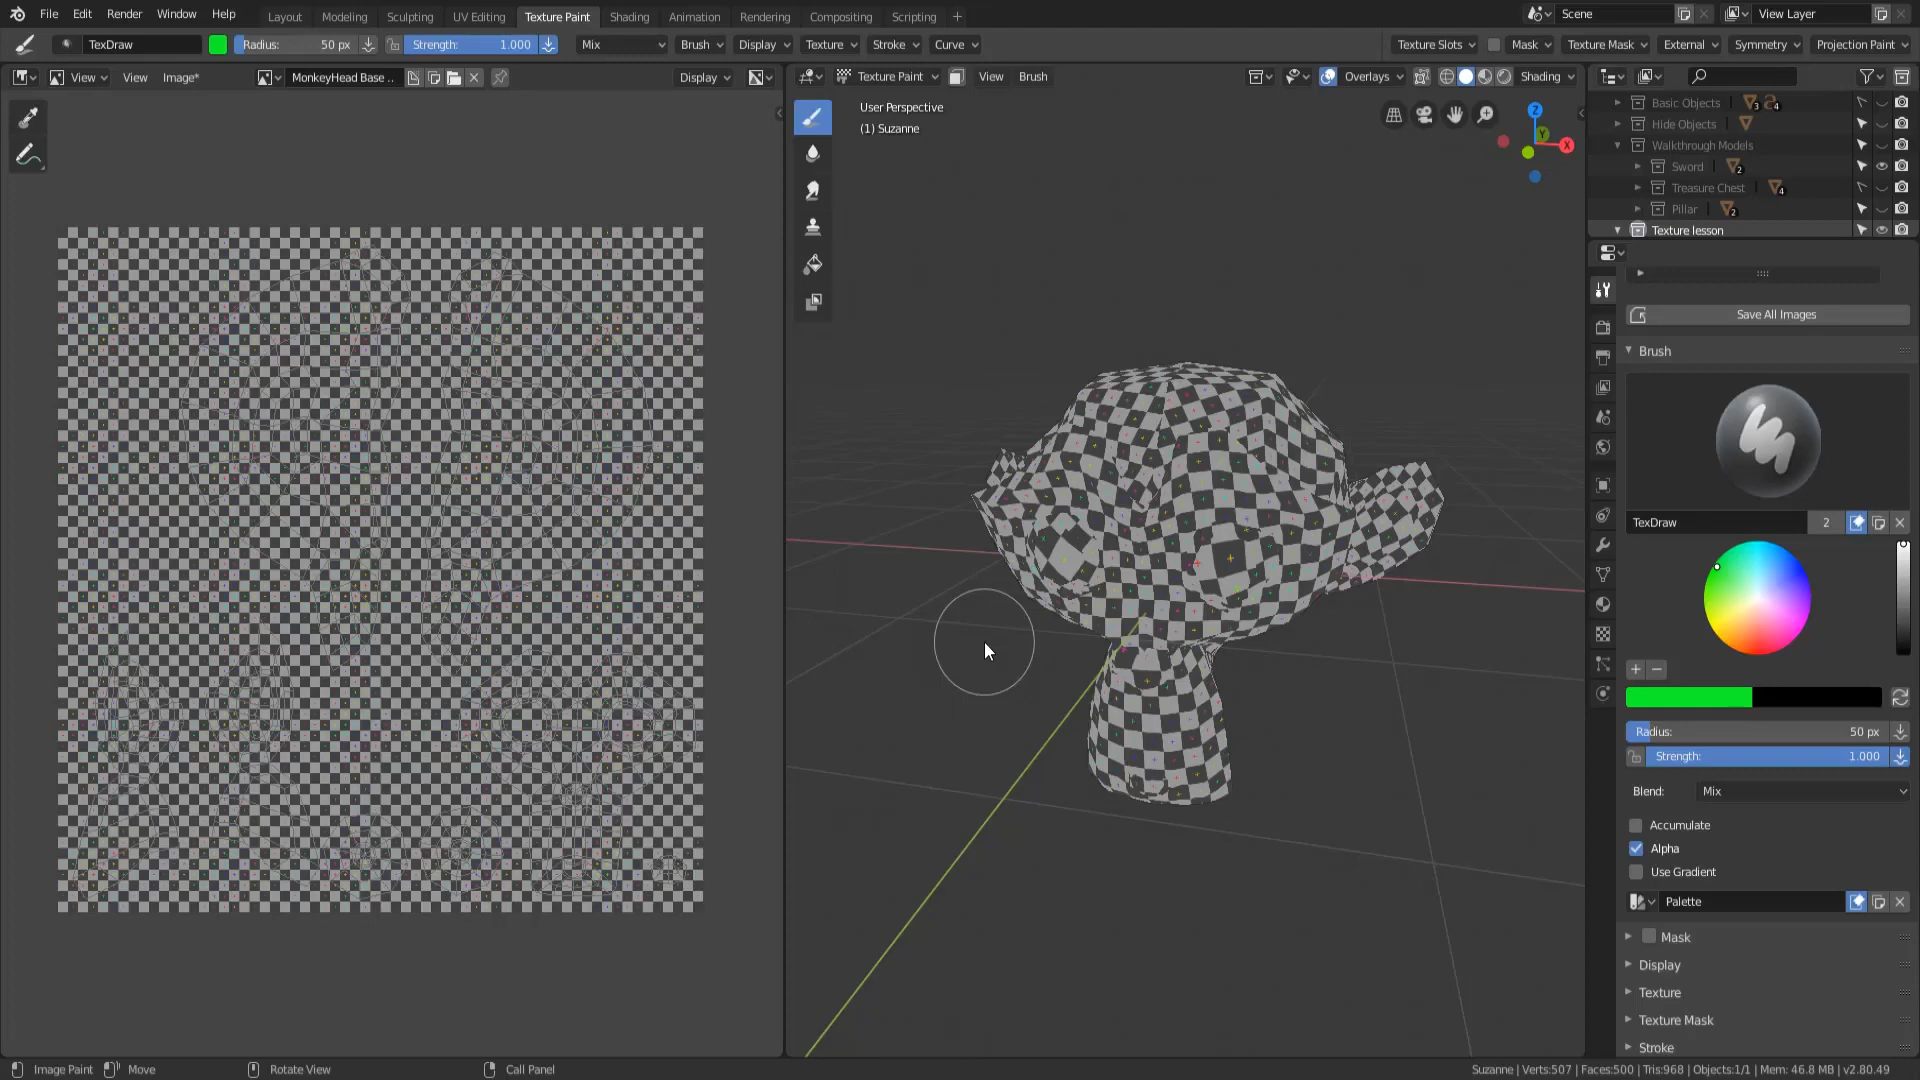 File Edit Render Window Help Layout Modeling Sculpting UV Editing Texture Paint Shading Animation Rendering Compositing Scripting + Scene View Layer
TexDraw Radius: 50 px Strength: 1.000 Mix Brush Display Texture Stroke Curve Texture Slots Mask Texture Mask External Symmetry Projection Paint
View View Image* MonkeyHead Base .. Display Texture Paint View Brush Overlays Shading
User Perspective
(1) Suzanne
Z
Y
X
Basic Objects 3 4
Hide Objects
Walkthrough Models
Sword 2
Treasure Chest 4
Pillar 2
Texture lesson
Save All Images
Brush
TexDraw 2
Radius: 50 px
Strength: 1.000
Blend: Mix
Accumulate
Alpha
Use Gradient
Palette
Mask
Display
Texture
Texture Mask
Stroke
Image Paint Move Rotate View Call Panel Suzanne | Verts:507 | Faces:500 | Tris:968 | Objects:1/1 | Mem: 46.8 MB | v2.80.49